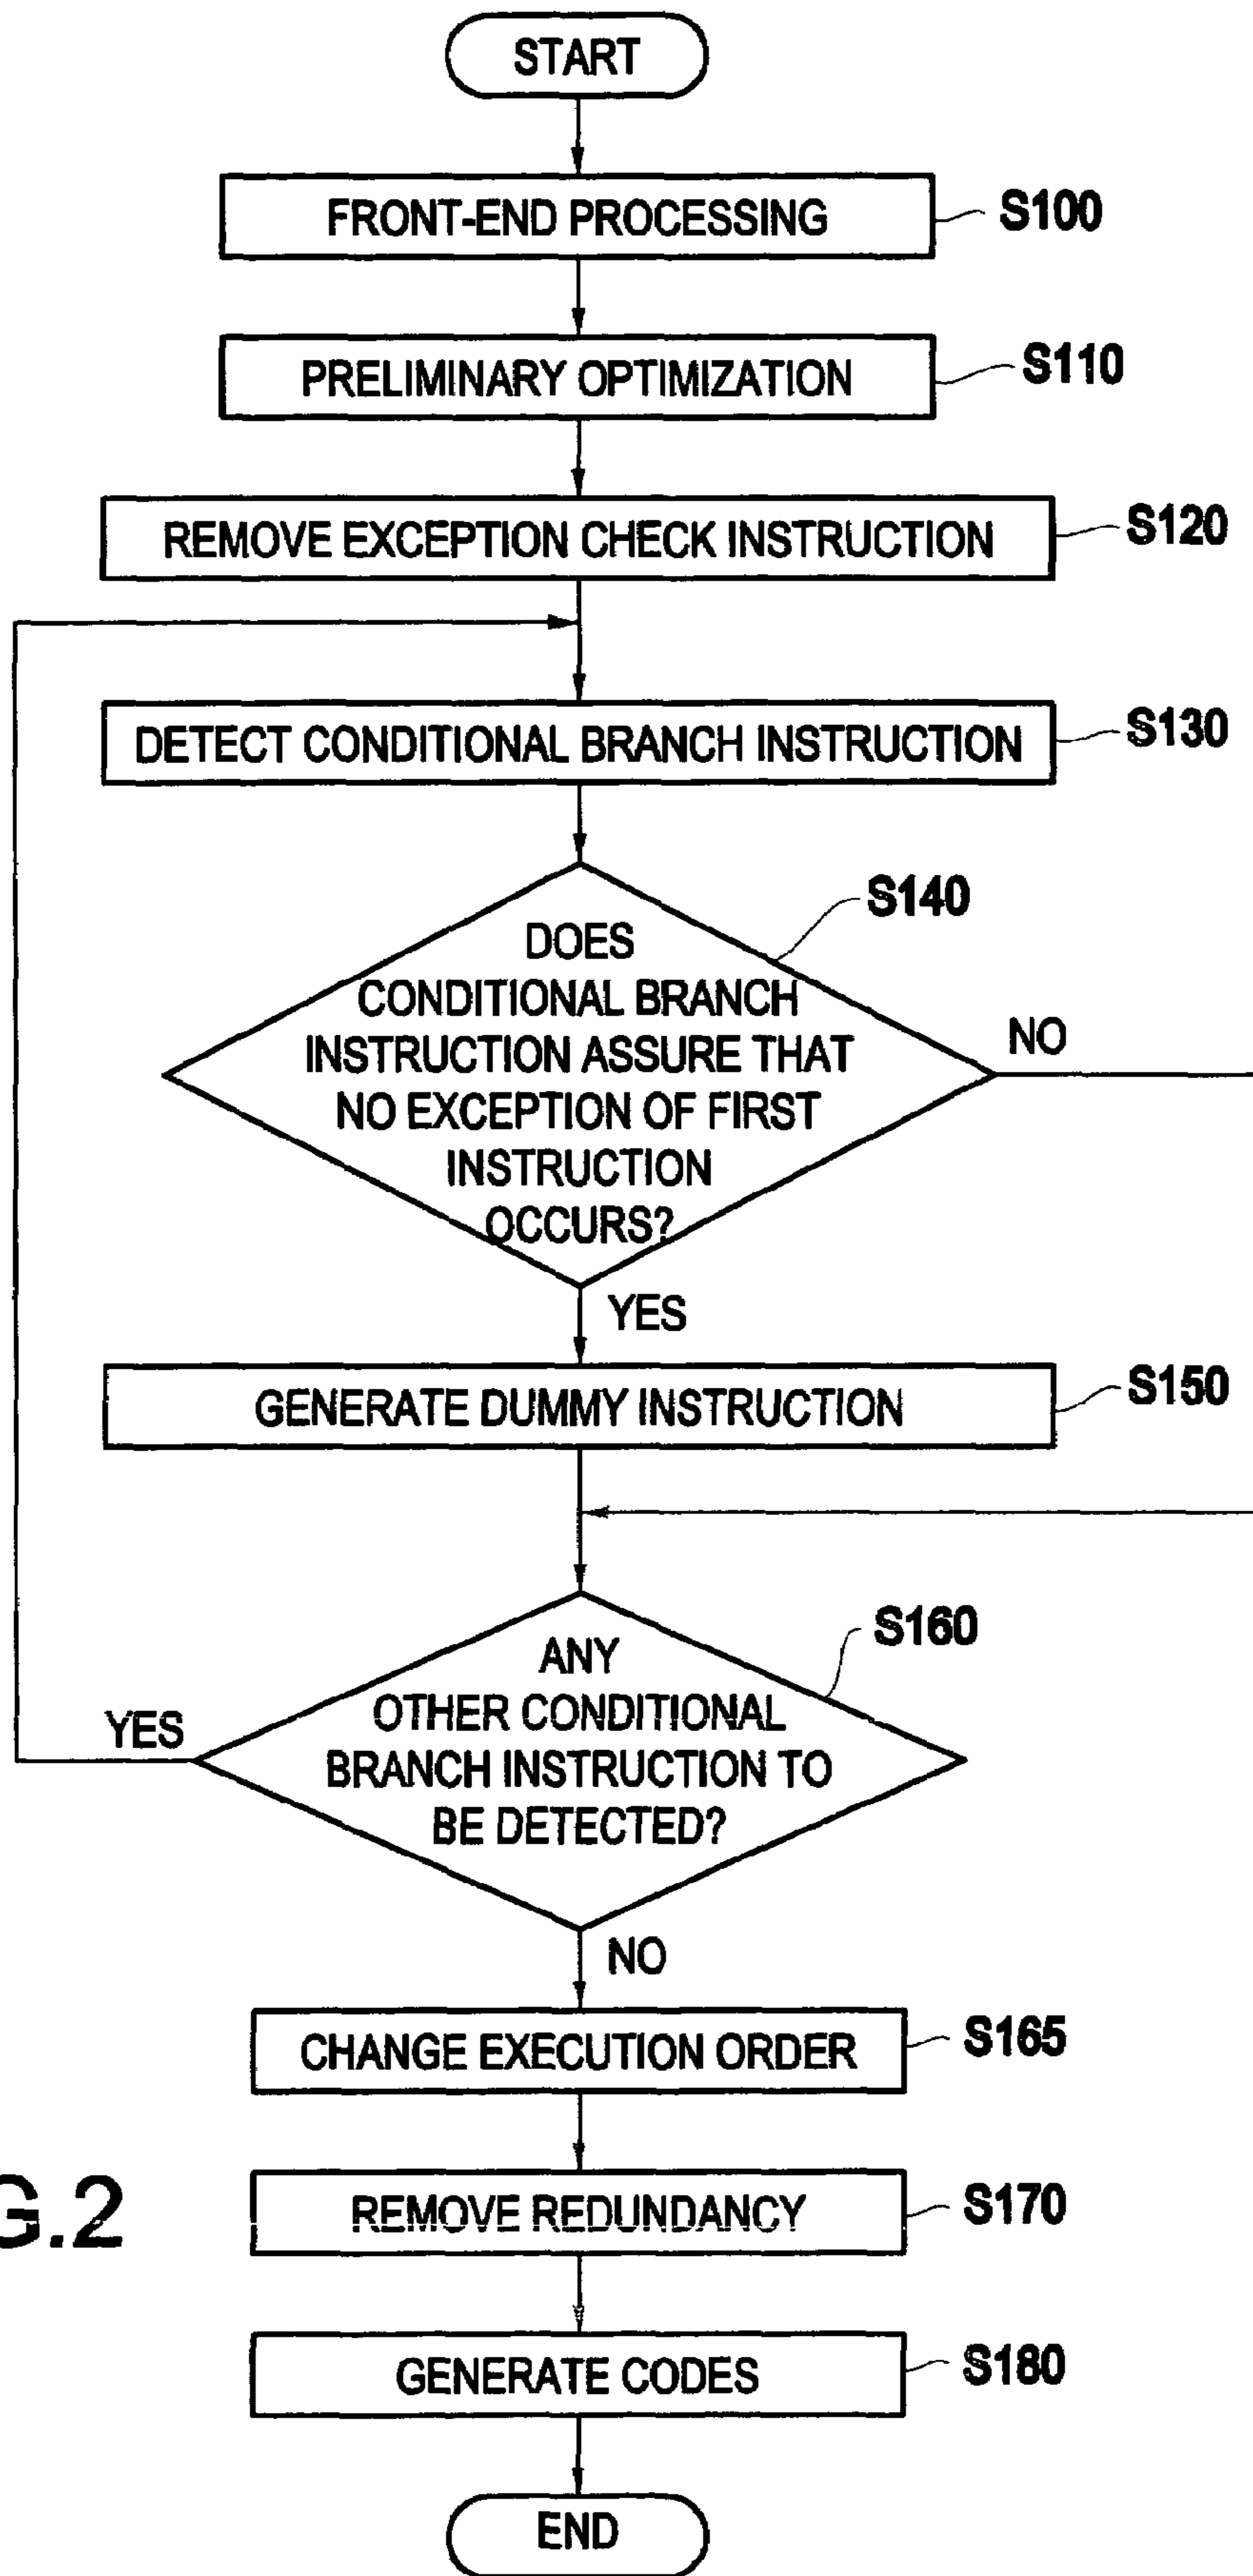 START
FRONT-END PROCESSING
S100
PRELIMINARY OPTIMIZATION
S110
REMOVE EXCEPTION CHECK INSTRUCTION
S120
DETECT CONDITIONAL BRANCH INSTRUCTION
S130
S140
DOES
CONDITIONAL BRANCH
INSTRUCTION ASSURE THAT
NO EXCEPTION OF FIRST
INSTRUCTION
OCCURS?
NO
YES
GENERATE DUMMY INSTRUCTION
S150
S160
ANY
OTHER CONDITIONAL
BRANCH INSTRUCTION TO
BE DETECTED?
YES
NO
CHANGE EXECUTION ORDER
S165
G.2
REMOVE REDUNDANCY
S170
GENERATE CODES
S180
END